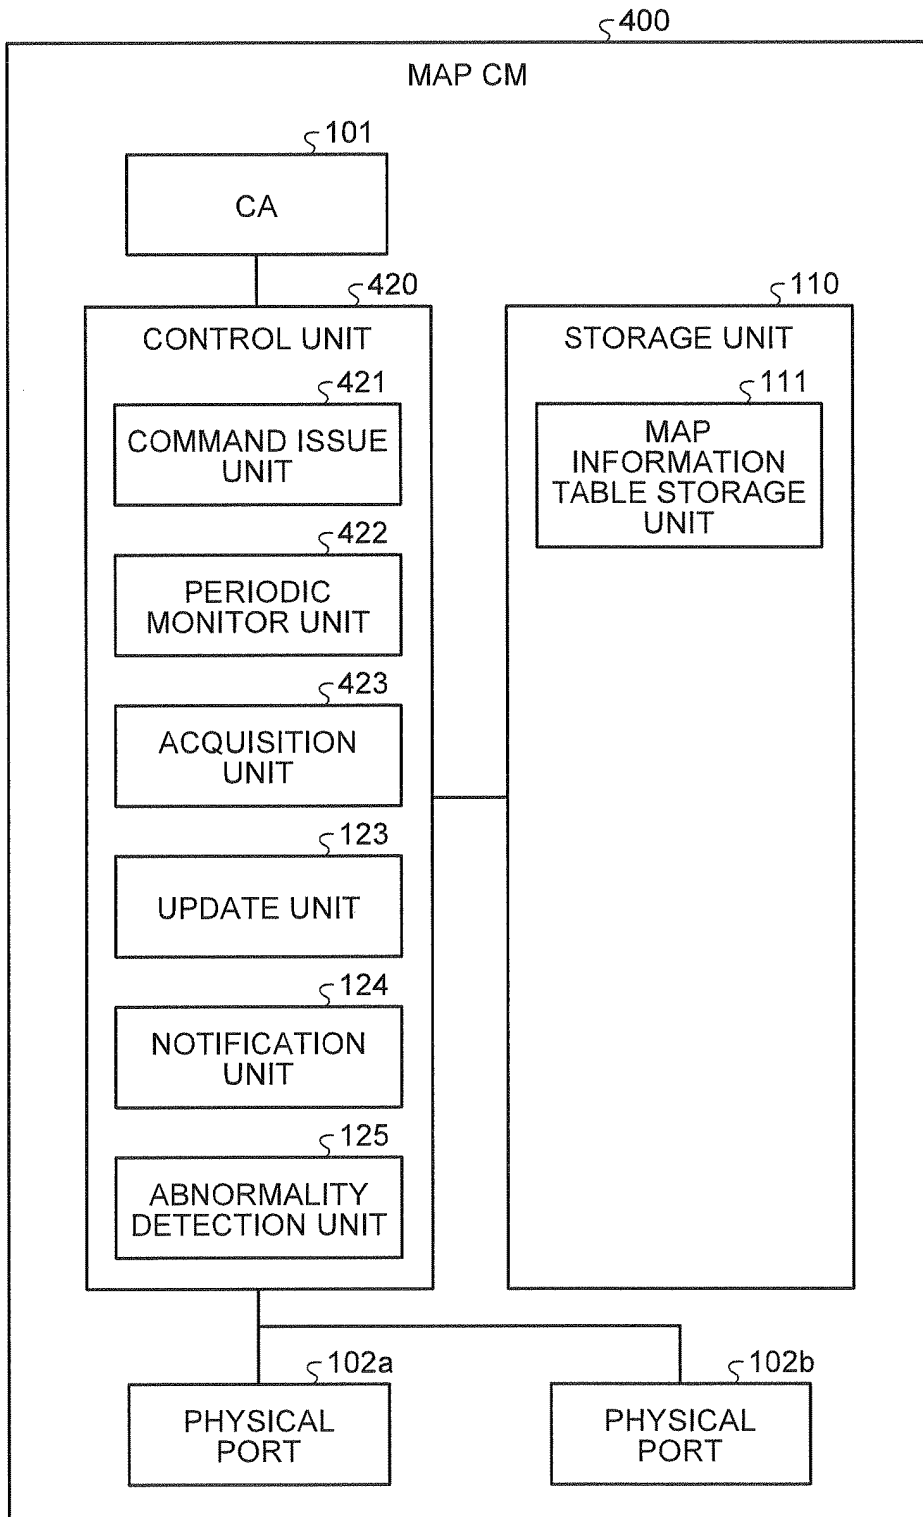 400
MAP CM
101
CA
420
CONTROL UNIT
421
COMMAND ISSUE
UNIT
422
PERIODIC
MONITOR UNIT
423
ACQUISITION
UNIT
123
UPDATE UNIT
124
NOTIFICATION
UNIT
125
ABNORMALITY
DETECTION UNIT
110
STORAGE UNIT
111
MAP
INFORMATION
TABLE STORAGE
UNIT
102a
PHYSICAL
PORT
102b
PHYSICAL
PORT